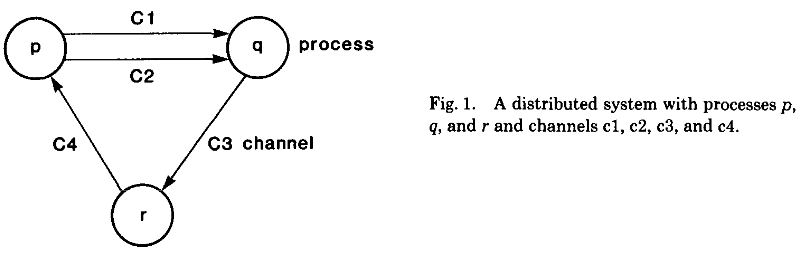 C1
p
q
process
C2
C4
C3 channel
r
Fig. 1. A distributed system with processes p,
q, and r and channels c1, c2, c3, and c4.